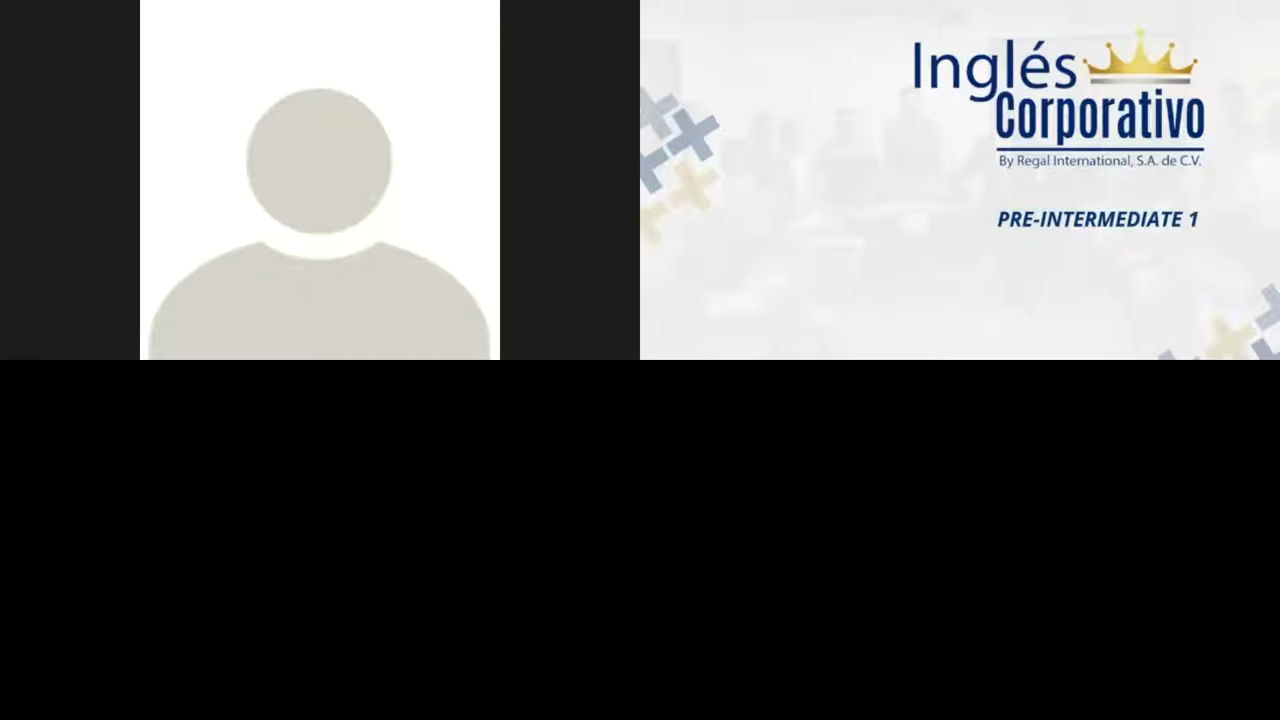 Inglés
Corporativo
By Regal International, S.A. de C.V.
PRE-INTERMEDIATE 1